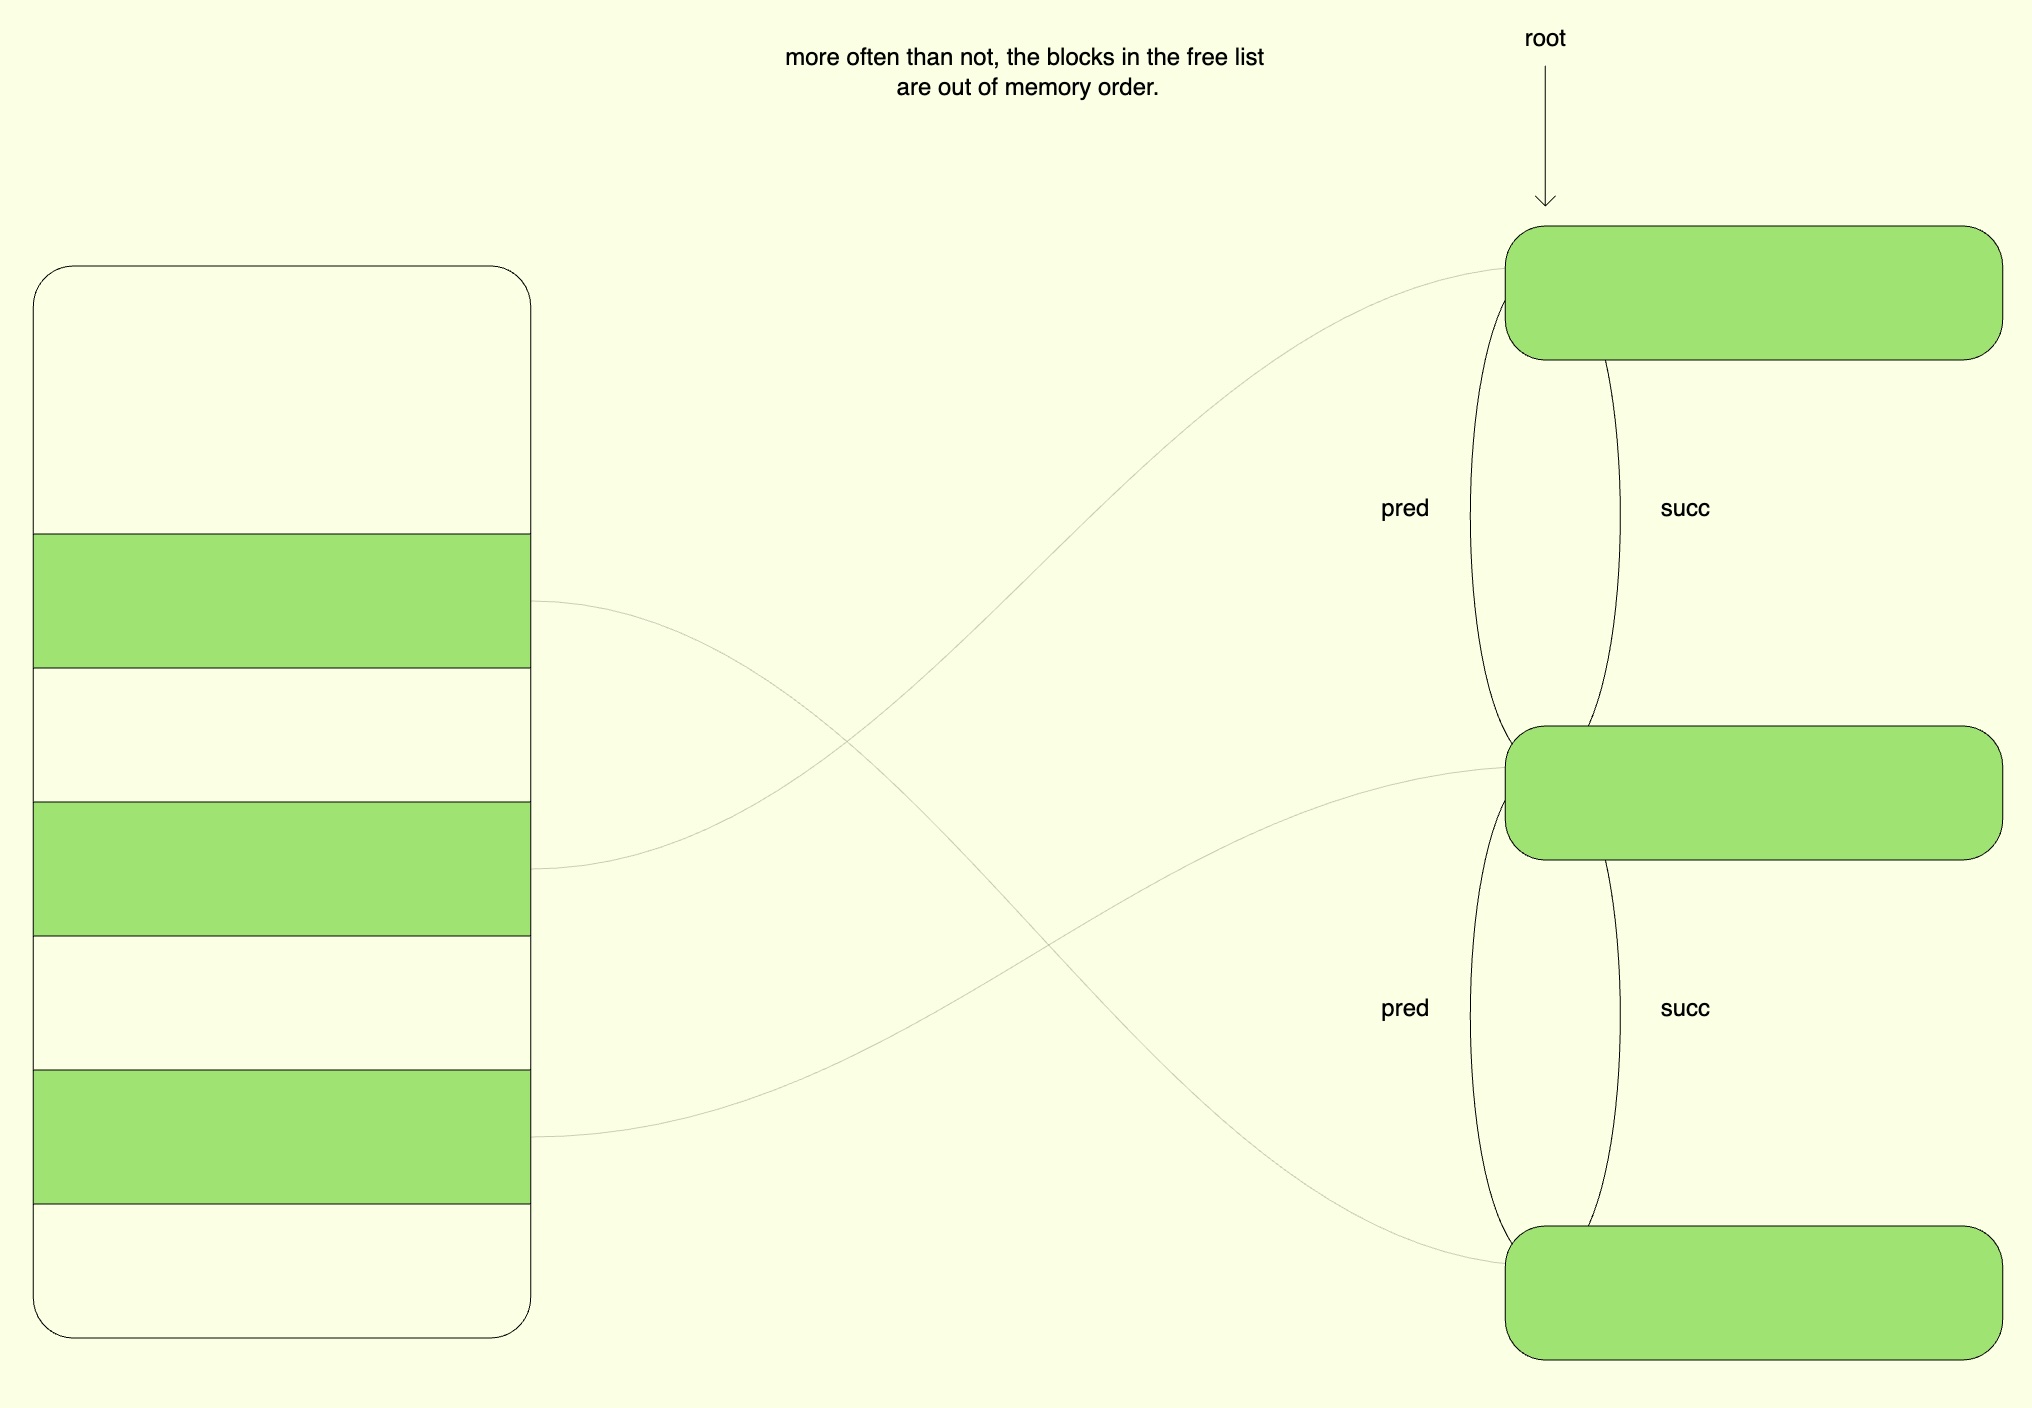 more often than not, the blocks in the free list
are out of memory order.
root
pred
succ
pred
succ